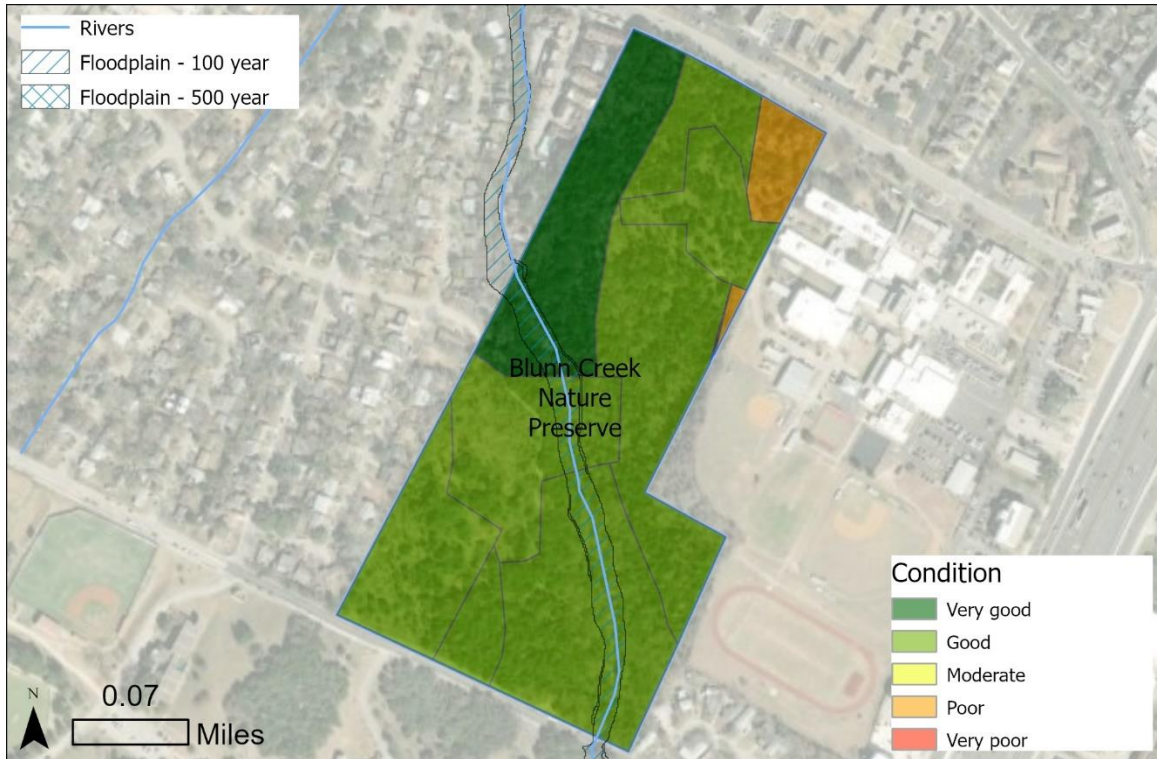 Rivers
Floodplain - 100 year
Floodplain - 500 year
Blunn Creek
Nature
Preserve
N
0.07
Miles
Condition
Very good
Good
Moderate
Poor
Very poor